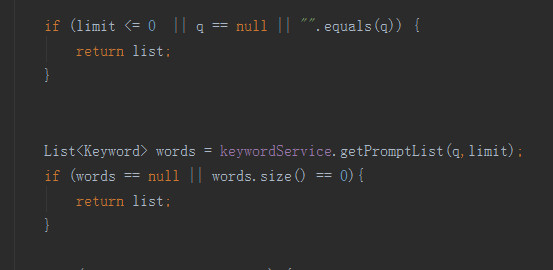 if (limit <= 0  || q == null || "".equals(q)) {
    return list;
}
List<Keyword> words = keywordService.getPromptList(q,limit);
if (words == null || words.size() == 0){
    return list;
}